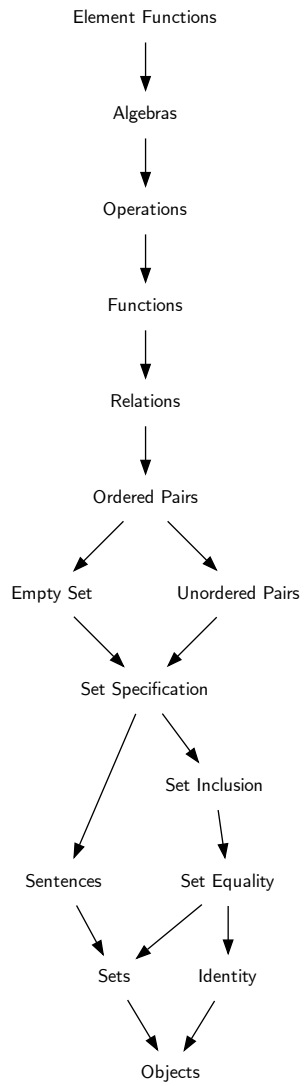 Element Functions
Algebras
Operations
Functions
Relations
Ordered Pairs
Empty Set
Unordered Pairs
Set Specification
Set Inclusion
Sentences
Set Equality
Sets
Identity
Objects